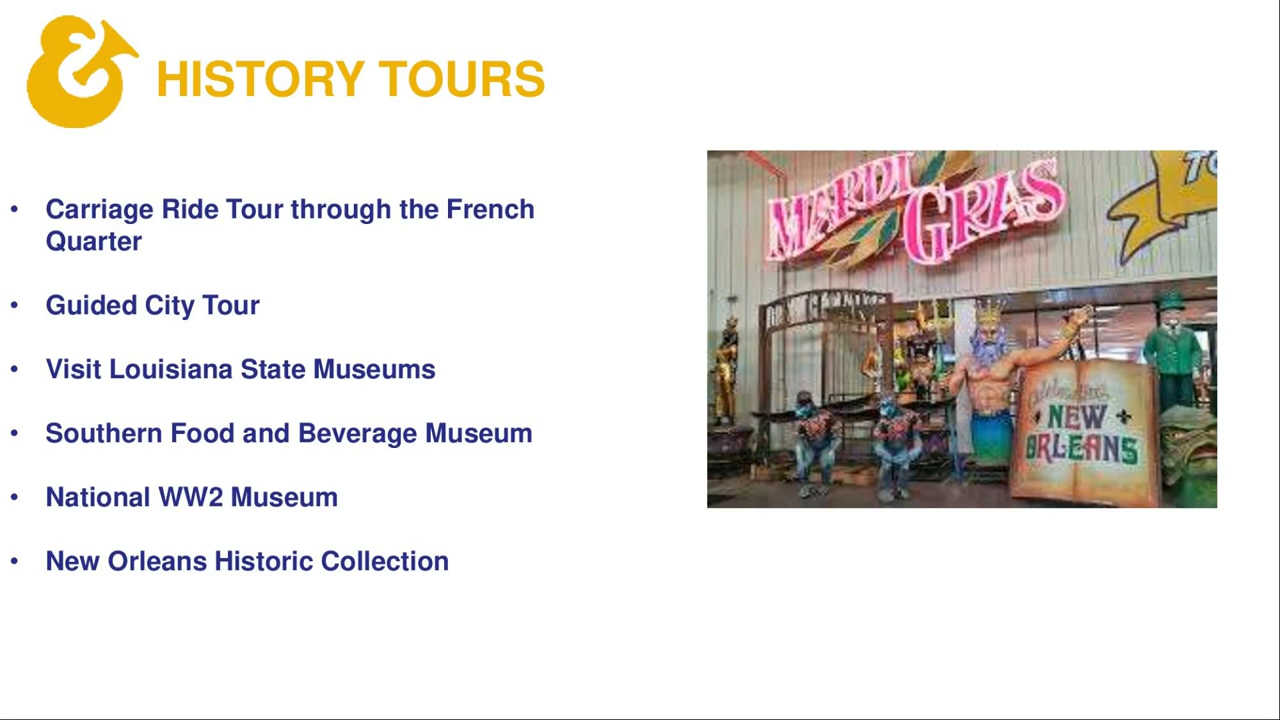 &
HISTORY TOURS
• Carriage Ride Tour through the French
Quarter
• Guided City Tour
• Visit Louisiana State Museums
• Southern Food and Beverage Museum
• National WW2 Museum
• New Orleans Historic Collection
MARDI
GRAS
TO
NEW
ORLEANS